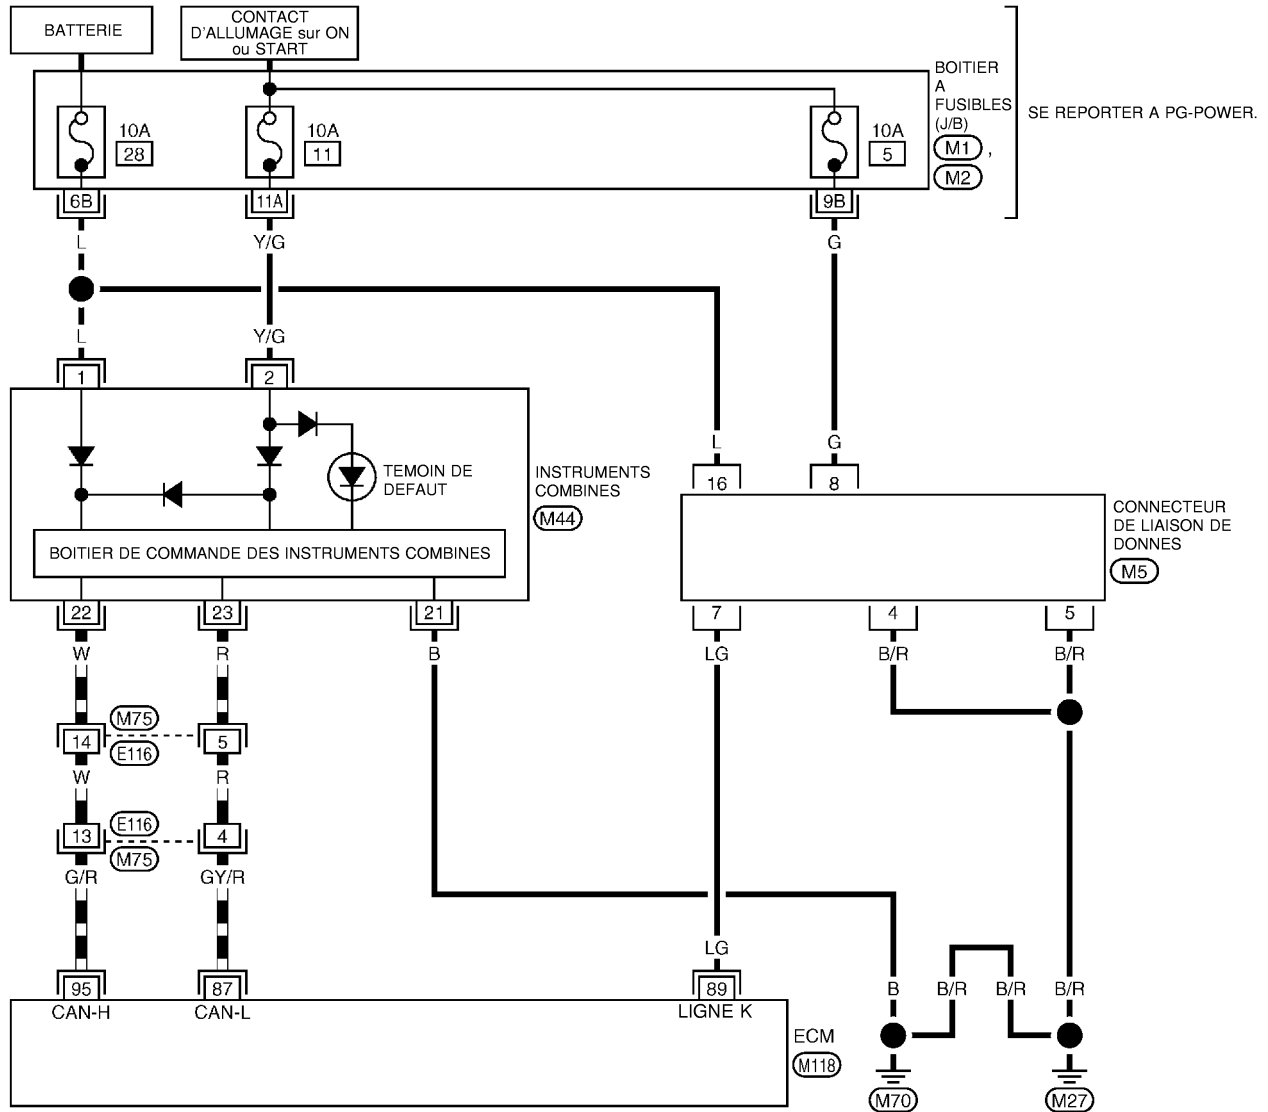 BATTERIE
CONTACT
D'ALLUMAGE sur ON
ou START
BOITIER
A
FUSIBLES
(J/B)
M1 ,
M2
SE REPORTER A PG-POWER.
10A
28
10A
11
10A
5
6B
11A
9B
L
Y/G
G
L
Y/G
1
2
L
G
16
8
TEMOIN DE
DEFAUT
INSTRUMENTS
COMBINES
M44
BOITIER DE COMMANDE DES INSTRUMENTS COMBINES
CONNECTEUR
DE LIAISON DE
DONNES
M5
22
23
21
7
4
5
W
R
B
LG
B/R
B/R
M75
14
5
E116
W
R
E116
13
4
M75
G/R
GY/R
LG
95
87
89
B
B/R
B/R
B/R
CAN-H
CAN-L
LIGNE K
ECM
M118
M70
M27